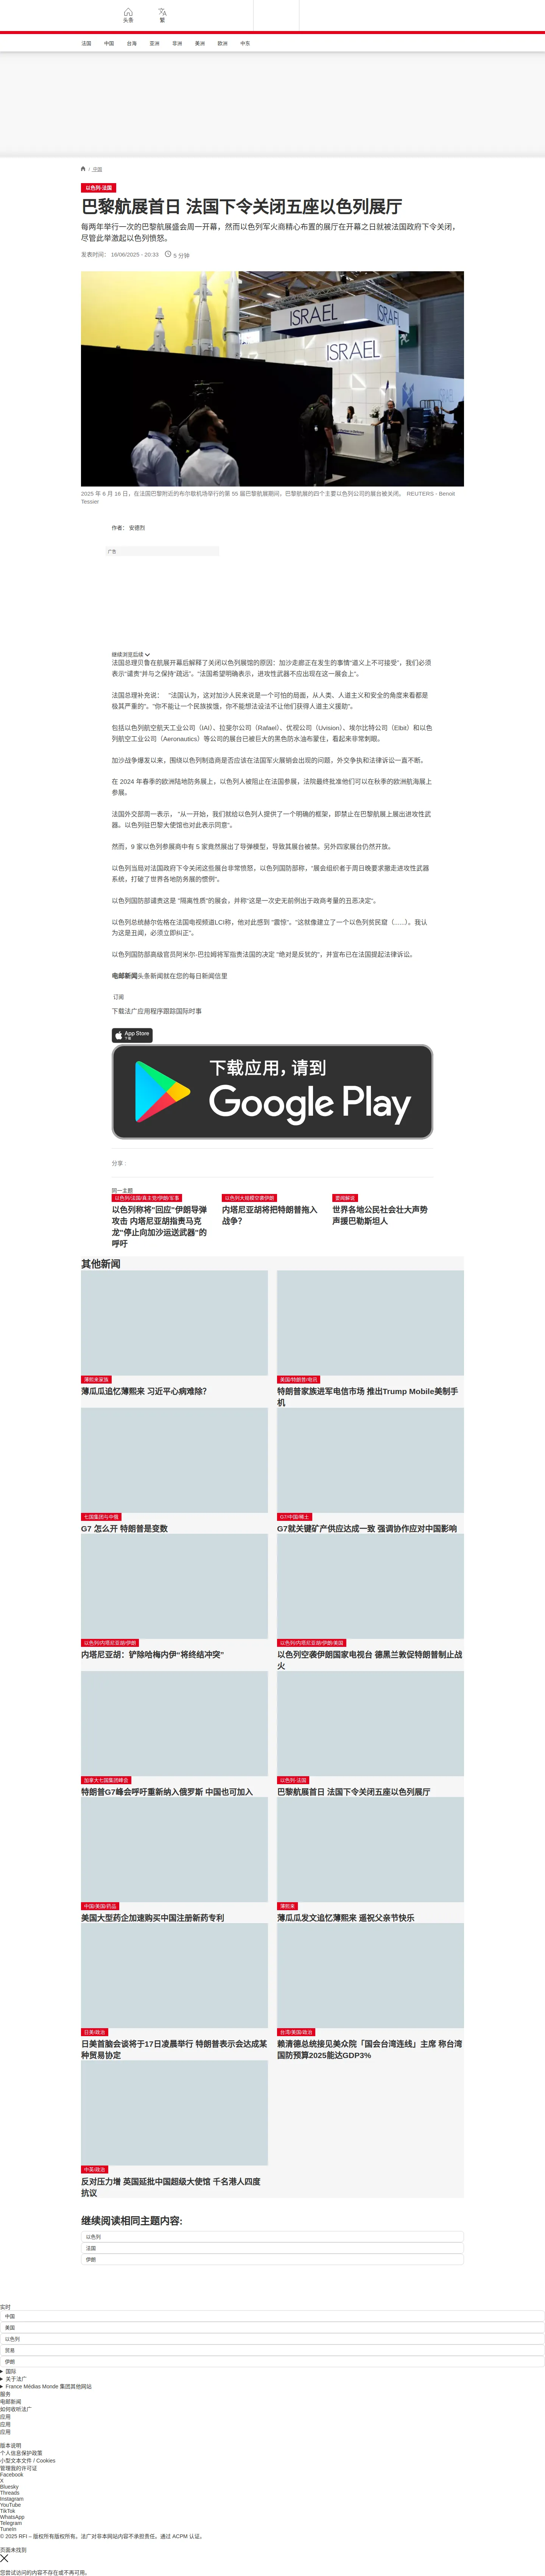 头条
繁
法国
中国
台海
亚洲
非洲
美洲
欧洲
中东
/ 中国
以色列-法国
巴黎航展首日 法国下令关闭五座以色列展厅
每两年举行一次的巴黎航展盛会周一开幕，然而以色列军火商精心布置的展厅在开幕之日就被法国政府下令关闭，
尽管此举激起以色列愤怒。
发表时间： 16/06/2025 - 20:33 5 分钟
ISRAEL
ISRAEL
2025 年 6 月 16 日，在法国巴黎附近的布尔歇机场举行的第 55 届巴黎航展期间，巴黎航展的四个主要以色列公司的展台被关闭。 REUTERS - Benoit
Tessier
作者： 安德烈
广告
继续浏览后续
法国总理贝鲁在航展开幕后解释了关闭以色列展馆的原因：加沙走廊正在发生的事情"道义上不可接受"，我们必须
表示"谴责"并与之保持"疏远"。"法国希望明确表示，进攻性武器不应出现在这一展会上"。
法国总理补充说： "法国认为，这对加沙人民来说是一个可怕的局面，从人类、人道主义和安全的角度来看都是
极其严重的"。"你不能让一个民族挨饿，你不能想法设法不让他们获得人道主义援助"。
包括以色列航空航天工业公司（IAI）、拉斐尔公司（Rafael）、优视公司（Uvision）、埃尔比特公司（Elbit）和以色
列航空工业公司（Aeronautics）等公司的展台已被巨大的黑色防水油布蒙住，看起来非常刺眼。
加沙战争爆发以来，围绕以色列制造商是否应该在法国军火展销会出现的问题，外交争执和法律诉讼一直不断。
在 2024 年春季的欧洲陆地防务展上，以色列人被阻止在法国参展，法院最终批准他们可以在秋季的欧洲航海展上
参展。
法国外交部周一表示， "从一开始，我们就给以色列人提供了一个明确的框架，即禁止在巴黎航展上展出进攻性武
器。以色列驻巴黎大使馆也对此表示同意"。
然而，9 家以色列参展商中有 5 家竟然展出了导弹模型，导致其展台被禁。另外四家展台仍然开放。
以色列当局对法国政府下令关闭这些展台非常愤怒，以色列国防部称，"展会组织者于周日晚要求撤走进攻性武器
系统，打破了世界各地防务展的惯例"。
以色列国防部谴责这是 "隔离性质"的展会，并称"这是一次史无前例出于政商考量的丑恶决定"。
以色列总统赫尔佐格在法国电视频道LCI称，他对此感到 "震惊"。"这就像建立了一个以色列贫民窟（......）。我认
为这是丑闻，必须立即纠正"。
以色列国防部高级官员阿米尔·巴拉姆将军指责法国的决定 "绝对是反犹的"，并宣布已在法国提起法律诉讼。
电邮新闻头条新闻就在您的每日新闻信里
订阅
下载法广应用程序跟踪国际时事
App Store
下载应用，请到
Google Play
分享 :
同一主题
以色列/法国/真主党/伊朗/军事
以色列称将"回应"伊朗导弹
攻击 内塔尼亚胡指责马克
龙"停止向加沙运送武器"的
呼吁
以色列大规模空袭伊朗
内塔尼亚胡将把特朗普拖入
战争？
要闻解说
世界各地公民社会壮大声势
声援巴勒斯坦人
其他新闻
薄熙来家族
薄瓜瓜追忆薄熙来 习近平心病难除？
美国/特朗普/电信
特朗普家族进军电信市场 推出Trump Mobile美制手
机
七国集团与中俄
G7 怎么开 特朗普是变数
G7/中国/稀土
G7就关键矿产供应达成一致 强调协作应对中国影响
以色列/内塔尼亚胡/伊朗
内塔尼亚胡：铲除哈梅内伊“将终结冲突”
以色列/内塔尼亚胡/伊朗/美国
以色列空袭伊朗国家电视台 德黑兰敦促特朗普制止战
火
加拿大七国集团峰会
特朗普G7峰会呼吁重新纳入俄罗斯 中国也可加入
以色列-法国
巴黎航展首日 法国下令关闭五座以色列展厅
中国/美国/药品
美国大型药企加速购买中国注册新药专利
薄熙来
薄瓜瓜发文追忆薄熙来 遥祝父亲节快乐
日美/政治
日美首脑会谈将于17日凌晨举行 特朗普表示会达成某
种贸易协定
台湾/美国/政治
赖清德总统接见美众院「国会台湾连线」主席 称台湾
国防预算2025能达GDP3%
中英/政治
反对压力增 英国延批中国超级大使馆 千名港人四度
抗议
继续阅读相同主题内容:
以色列
法国
伊朗
实时
中国
美国
以色列
贸易
伊朗
国际
关于法广
France Médias Monde 集团其他网站
服务
电邮新闻
如何收听法广
应用
应用
应用
版本说明
个人信息保护政策
小型文本文件 / Cookies
管理我的许可证
Facebook
X
Bluesky
Threads
Instagram
YouTube
TikTok
WhatsApp
Telegram
TuneIn
© 2025 RFI – 版权所有版权所有。法广对非本网站内容不承担责任。通过 ACPM 认证。
页面未找到
您尝试访问的内容不存在或不再可用。